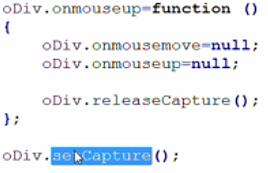 oDiv.onmouseup=function ()
{
oDiv.onmousemove=null;
oDiv.onmouseup=null;
oDiv.releaseCapture();
};
oDiv.setCapture();